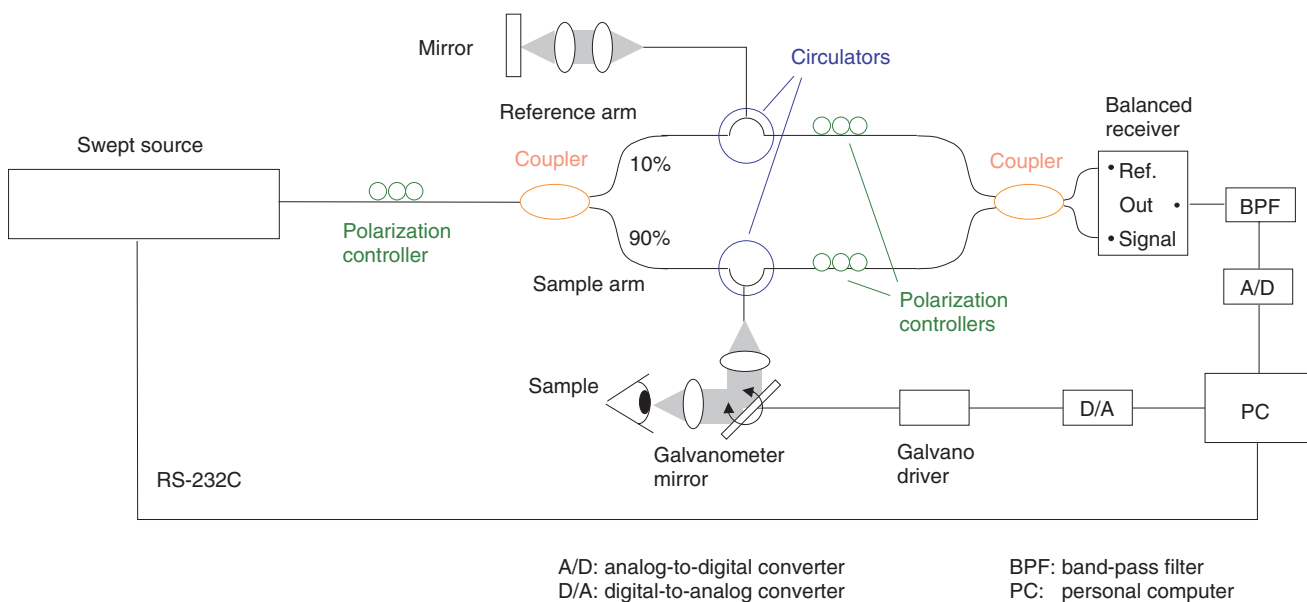 Mirror
Circulators
Reference arm
Balanced
receiver
Swept source
Coupler
10%
Coupler
Ref.
Out
Signal
BPF
Polarization
controller
90%
Sample arm
Polarization
controllers
A/D
Sample
D/A
PC
Galvanometer
mirror
Galvano
driver
RS-232C
A/D: analog-to-digital converter
D/A: digital-to-analog converter
BPF: band-pass filter
PC: personal computer